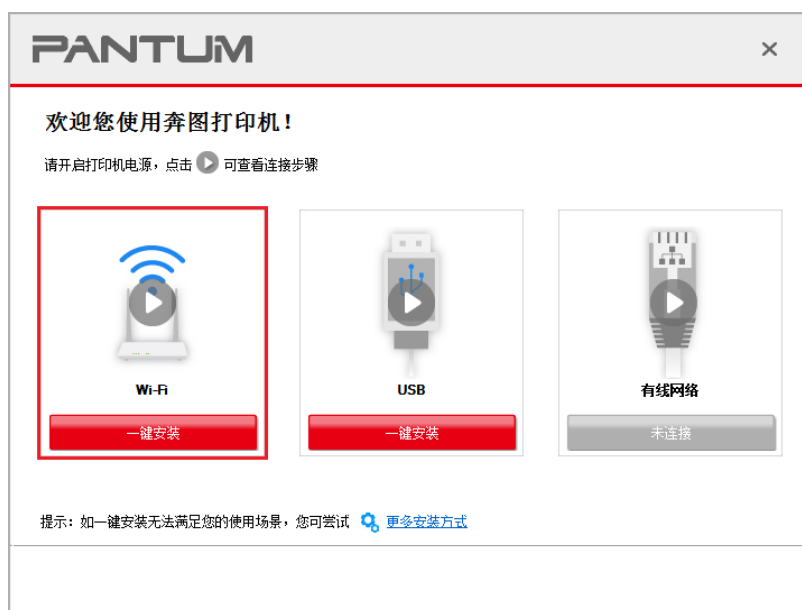 PANTUM
欢迎您使用奔图打印机！
请开启打印机电源，点击 可查看连接步骤
Wi-Fi
USB
有线网络
一键安装
一键安装
未连接
提示：如一键安装无法满足您的使用场景，您可尝试 更多安装方式